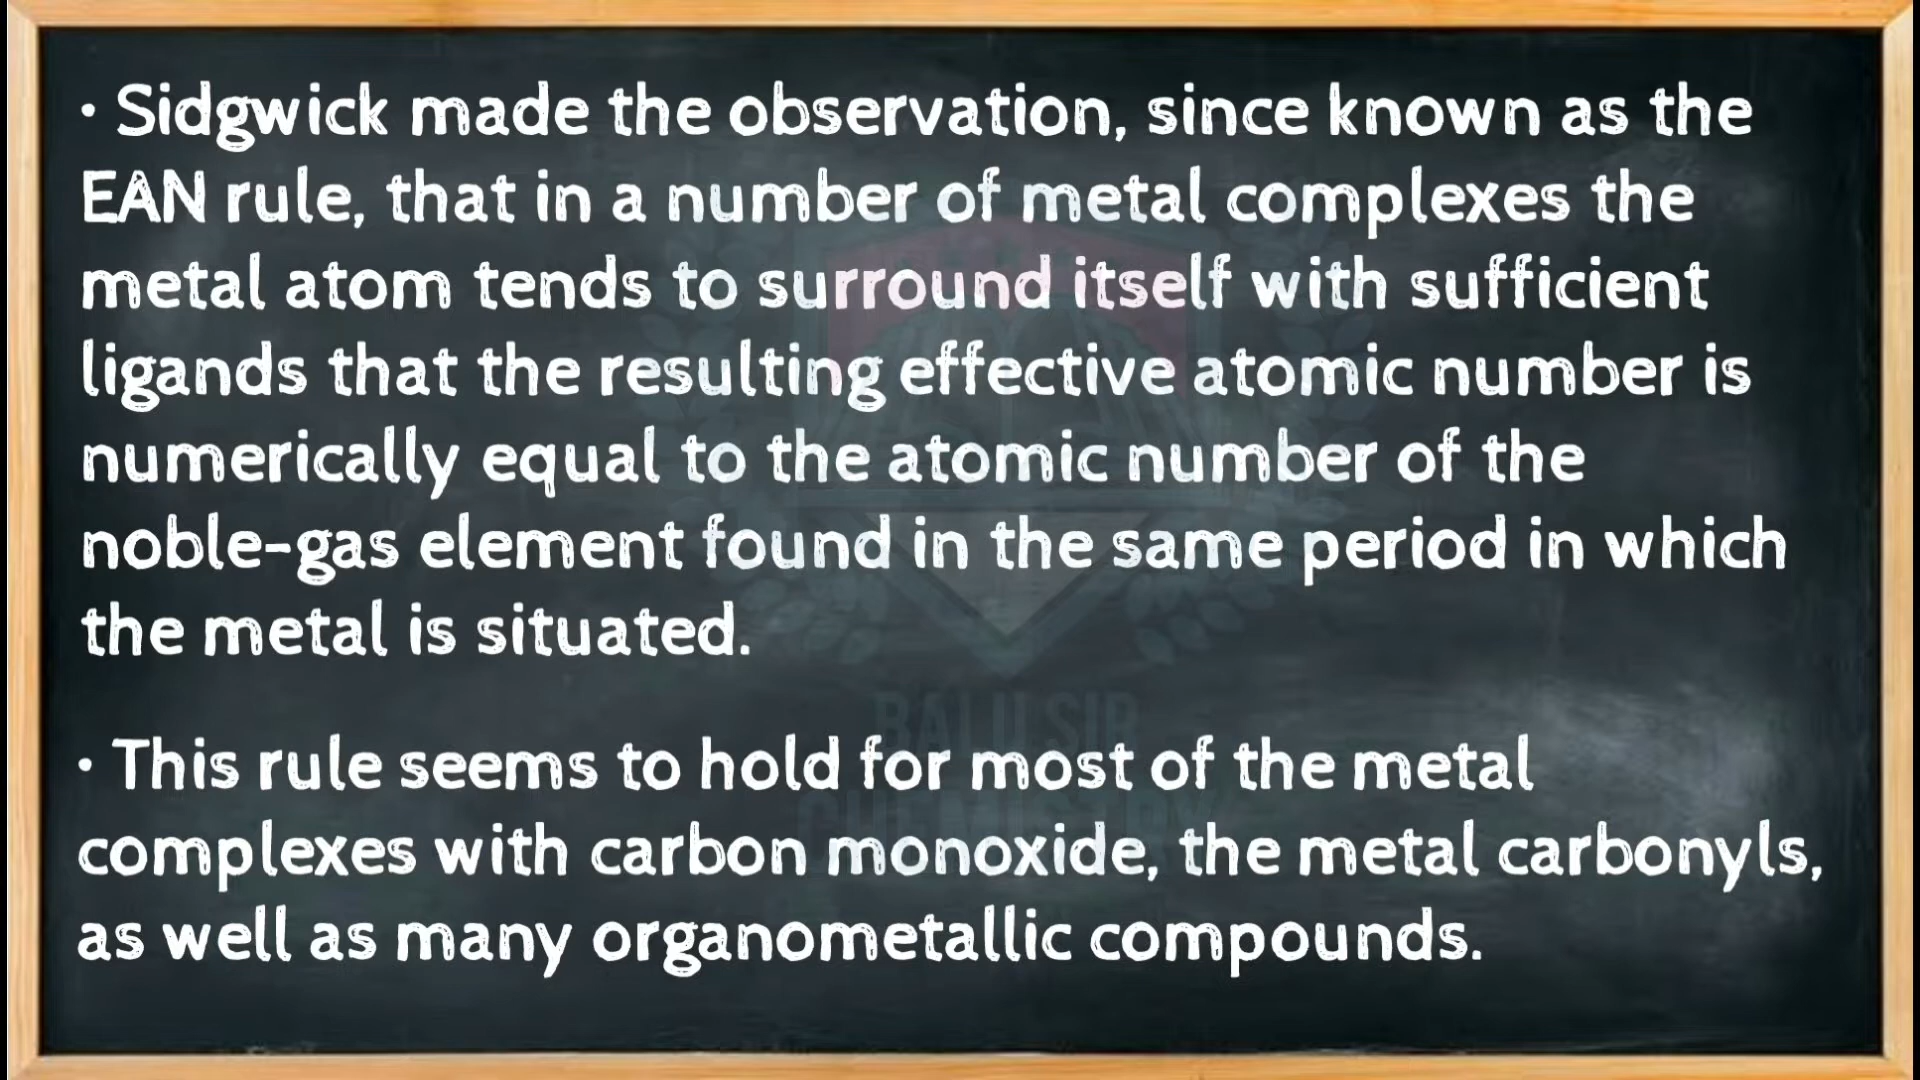 • Sidgwick made the observation, since known as the
EAN rule, that in a number of metal complexes the
metal atom tends to surround itself with sufficient
ligands that the resulting effective atomic number is
numerically equal to the atomic number of the
noble-gas element found in the same period in which
the metal is situated.
• This rule seems to hold for most of the metal
complexes with carbon monoxide, the metal carbonyls,
as well as many organometallic compounds.
BALU SIR
CHEMISTRY